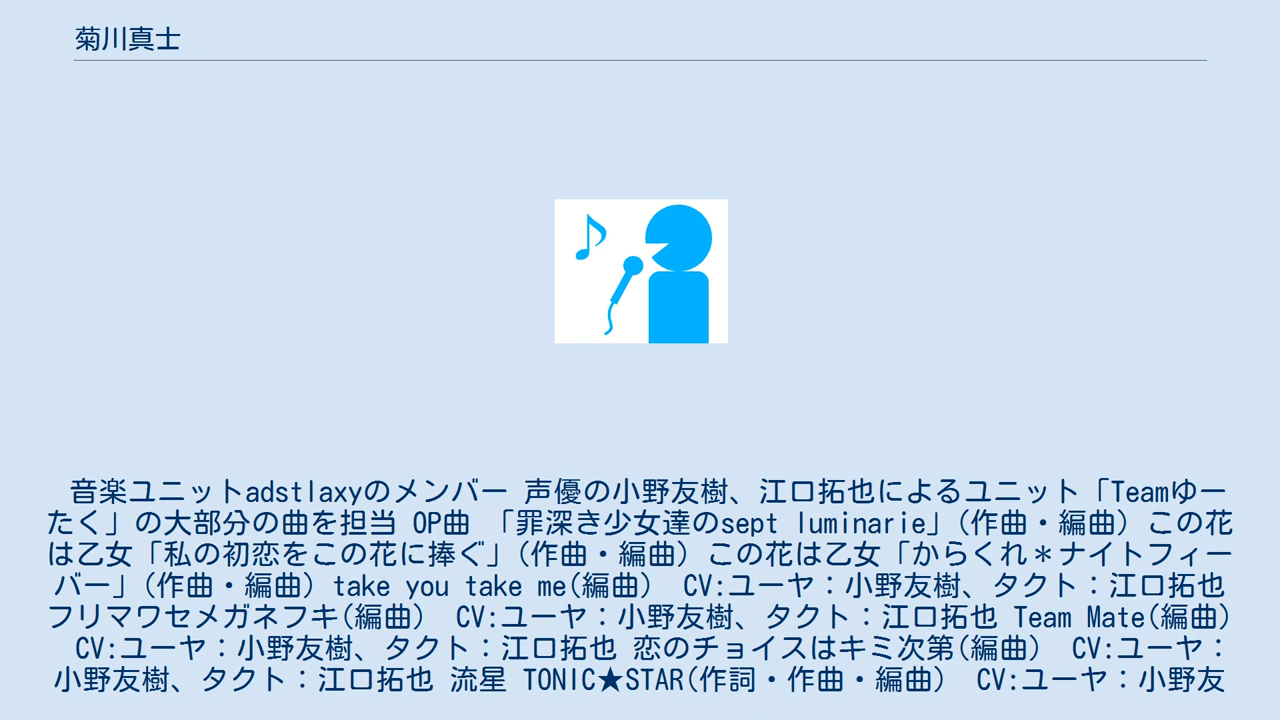 菊川真士
音楽ユニットadstlaxyのメンバー 声優の小野友樹、江口拓也によるユニット「Teamゆー
たく」の大部分の曲を担当 OP曲 「罪深き少女達のsept luminarie」(作曲・編曲) この花
は乙女「私の初恋をこの花に捧ぐ」(作曲・編曲) この花は乙女「からくれ＊ナイトフィー
バー」(作曲・編曲) take you take me(編曲) CV:ユーヤ：小野友樹、タクト：江口拓也
フリマワセメガネフキ(編曲) CV:ユーヤ：小野友樹、タクト：江口拓也 Team Mate(編曲)
CV:ユーヤ：小野友樹、タクト：江口拓也 恋のチョイスはキミ次第(編曲) CV:ユーヤ：
小野友樹、タクト：江口拓也 流星 TONIC★STAR(作詞・作曲・編曲) CV:ユーヤ：小野友